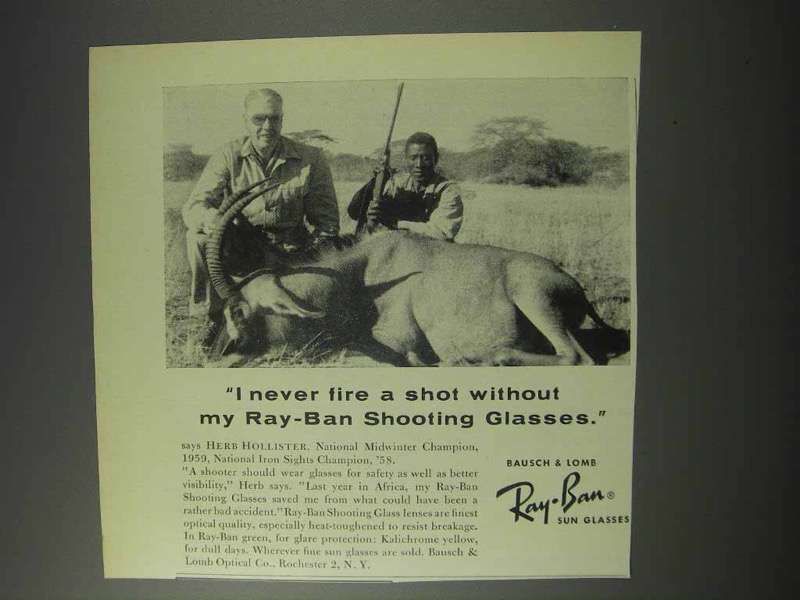 "I never fire a shot without
my Ray-Ban Shooting Glasses."
says HERB HOLLISTER. National Midwinter Champion,
1959, National Iron Sights Champion, '58.
"A shooter should wear glasses for safety as well as better
visibility," Herb says. "Last year in Africa, my Ray-Ban
Shooting Glasses saved me from what could have been a
rather bad accident." Ray-Ban Shooting Glass lenses are finest
optical quality, especially heat-toughened to resist breakage.
In Ray-Ban green, for glare protection: Kalichrome yellow,
for dull days. Wherever fine sun glasses are sold. Bausch &
Lomb Optical Co., Rochester 2, N. Y.
BAUSCH & LOMB
Ray-Ban®
SUN GLASSES